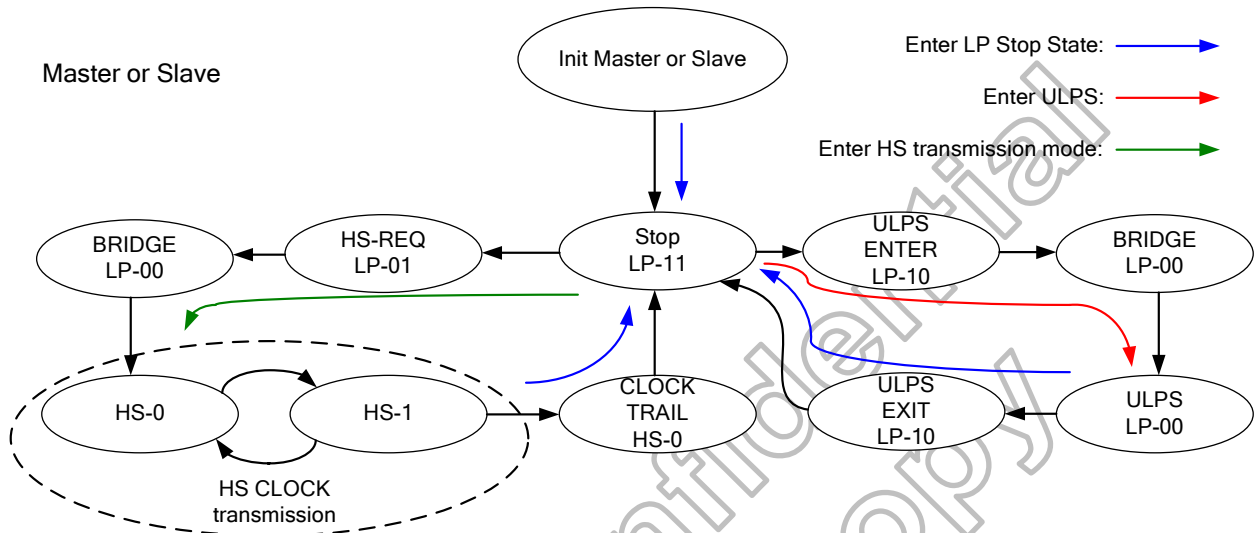 Master or Slave
Init Master or Slave
Enter LP Stop State:
Enter ULPS:
Enter HS transmission mode:
BRIDGE
LP-00
HS-REQ
LP-01
Stop
LP-11
ULPS
ENTER
LP-10
BRIDGE
LP-00
HS-0
HS-1
CLOCK
TRAIL
HS-0
ULPS
EXIT
LP-10
ULPS
LP-00
HS CLOCK
transmission